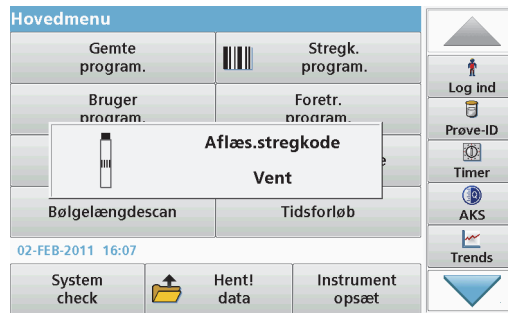 Hovedmenu
Gemte
program.
Stregk.
program.
Bruger
program.
Foretr.
program.
Aflæs.stregkode
Vent
Bølgelængdescan
Tidsforløb
02-FEB-2011 16:07
System
check
Hent!
data
Instrument
opsæt
Log ind
Prøve-ID
Timer
AKS
Trends